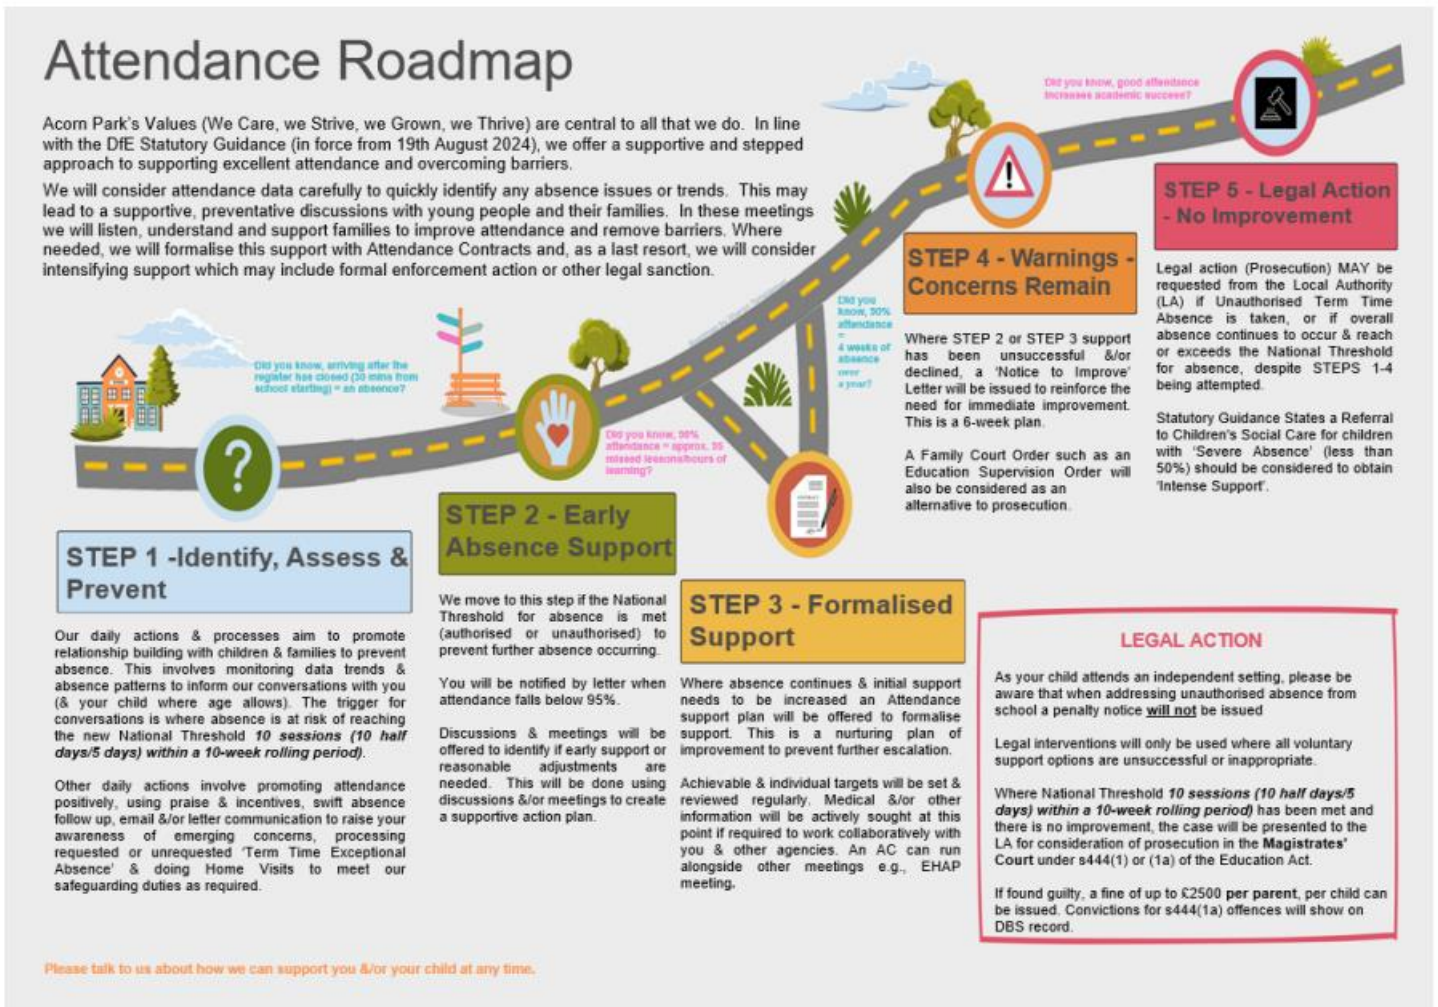 Attendance Roadmap
Acorn Park's Values (We Care, we Strive, we Grown, we Thrive) are central to all that we do. In line
with the DfE Statutory Guidance (in force from 19th August 2024), we offer a supportive and stepped
approach to supporting excellent attendance and overcoming barriers.
We will consider attendance data carefully to quickly identify any absence issues or trends. This may
lead to a supportive, preventative discussions with young people and their families. In these meetings
we will listen, understand and support families to improve attendance and remove barriers. Where
needed, we will formalise this support with Attendance Contracts and, as a last resort, we will consider
intensifying support which may include formal enforcement action or other legal sanction.
Did you know, arriving after the
register has closed (30 mins from
school starting) = an absence?
STEP 1 -Identify, Assess &
Prevent
Our daily actions & processes aim to promote
relationship building with children & families to prevent
absence. This involves monitoring data trends &
absence patterns to inform our conversations with you
(& your child where age allows). The trigger for
conversations is where absence is at risk of reaching
the new National Threshold 10 sessions (10 half
days/5 days) within a 10-week rolling period).
Other daily actions involve promoting attendance
positively, using praise & incentives, swift absence
follow up, email &/or letter communication to raise your
awareness of emerging concerns, processing
requested or unrequested 'Term Time Exceptional
Absence' & doing Home Visits to meet our
safeguarding duties as required.
Did you know,
attendance = approx.
missed lessons/hours of
learning?
STEP 2 - Early
Absence Support
We move to this step if the National
Threshold for absence is met
(authorised or unauthorised) to
prevent further absence occurring.
You will be notified by letter when
attendance falls below 95%.
Discussions & meetings will be
offered to identify if early support or
reasonable adjustments are
needed. This will be done using
discussions &/or meetings to create
a supportive action plan.
STEP 3 - Formalised
Support
Where absence continues & initial support
needs to be increased an Attendance
support plan will be offered to formalise
support. This is a nurturing plan of
improvement to prevent further escalation.
Achievable & individual targets will be set &
reviewed regularly. Medical &/or other
information will be actively sought at this
point if required to work collaboratively with
you & other agencies. An AC can run
alongside other meetings e.g., EHAP
meeting.
Did you
know, 90%
attendance
=
4 weeks of
absence
over
a year?
STEP 4 - Warnings -
Concerns Remain
Where STEP 2 or STEP 3 support
has been unsuccessful &/or
declined, a 'Notice to Improve'
Letter will be issued to reinforce the
need for immediate improvement.
This is a 6-week plan.
A Family Court Order such as an
Education Supervision Order will
also be considered as an
alternative to prosecution.
Did you know, good attendance
increases academic success?
STEP 5 - Legal Action
- No Improvement
Legal action (Prosecution) MAY be
requested from the Local Authority
(LA) if Unauthorised Term Time
Absence is taken, or if overall
absence continues to occur & reach
or exceeds the National Threshold
for absence, despite STEPS 1-4
being attempted.
Statutory Guidance States a Referral
to Children's Social Care for children
with 'Severe Absence' (less than
50%) should be considered to obtain
'Intense Support'.
LEGAL ACTION
As your child attends an independent setting, please be
aware that when addressing unauthorised absence from
school a penalty notice will not be issued
Legal interventions will only be used where all voluntary
support options are unsuccessful or inappropriate.
Where National Threshold 10 sessions (10 half days/5
days) within a 10-week rolling period) has been met and
there is no improvement, the case will be presented to the
LA for consideration of prosecution in the Magistrates'
Court under s444(1) or (1a) of the Education Act.
If found guilty, a fine of up to £2500 per parent, per child can
be issued. Convictions for s444(1a) offences will show on
DBS record.
Please talk to us about how we can support you &/or your child at any time.